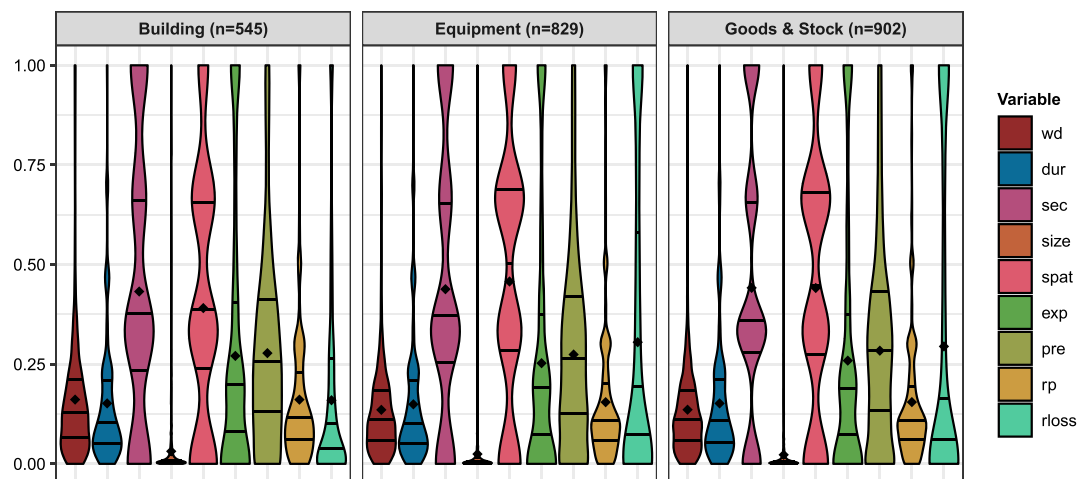 Building (n=545)
Equipment (n=829)
Goods & Stock (n=902)
1.00
0.75
0.50
0.25
0.00
Variable
wd
dur
sec
size
spat
exp
pre
rp
rloss